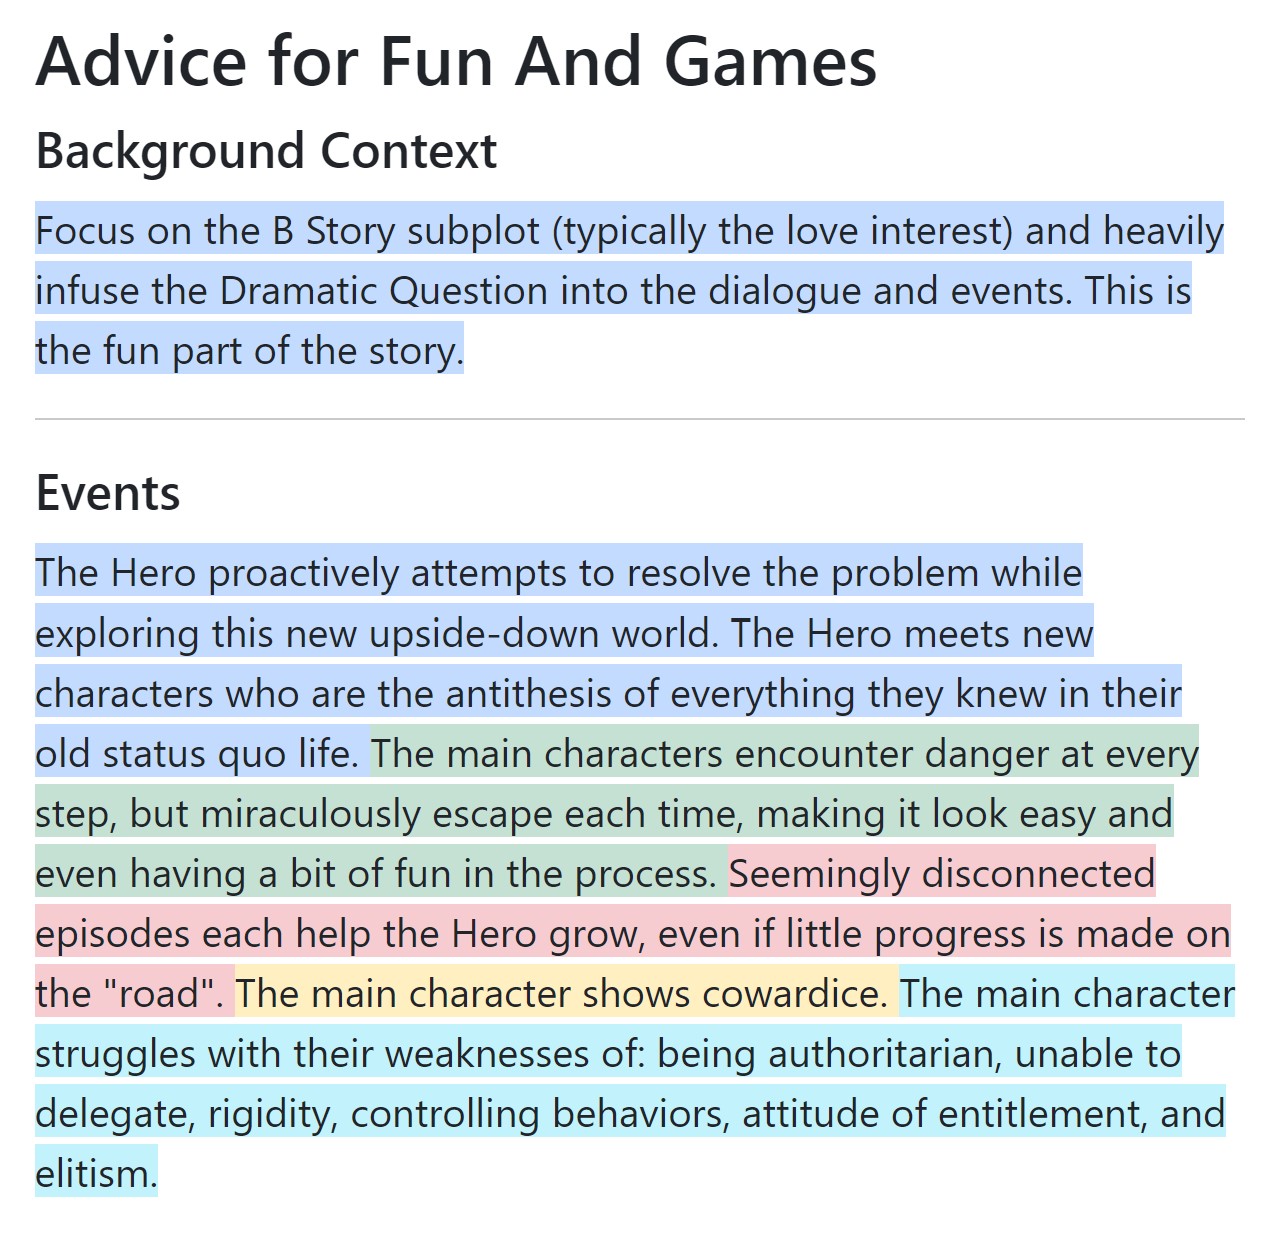 Advice for Fun And Games
Background Context
Focus on the B Story subplot (typically the love interest) and heavily
infuse the Dramatic Question into the dialogue and events. This is
the fun part of the story.
Events
The Hero proactively attempts to resolve the problem while
exploring this new upside-down world. The Hero meets new
characters who are the antithesis of everything they knew in their
old status quo life. The main characters encounter danger at every
step, but miraculously escape each time, making it look easy and
even having a bit of fun in the process. Seemingly disconnected
episodes each help the Hero grow, even if little progress is made on
the "road". The main character shows cowardice. The main character
struggles with their weaknesses of: being authoritarian, unable to
delegate, rigidity, controlling behaviors, attitude of entitlement, and
elitism.